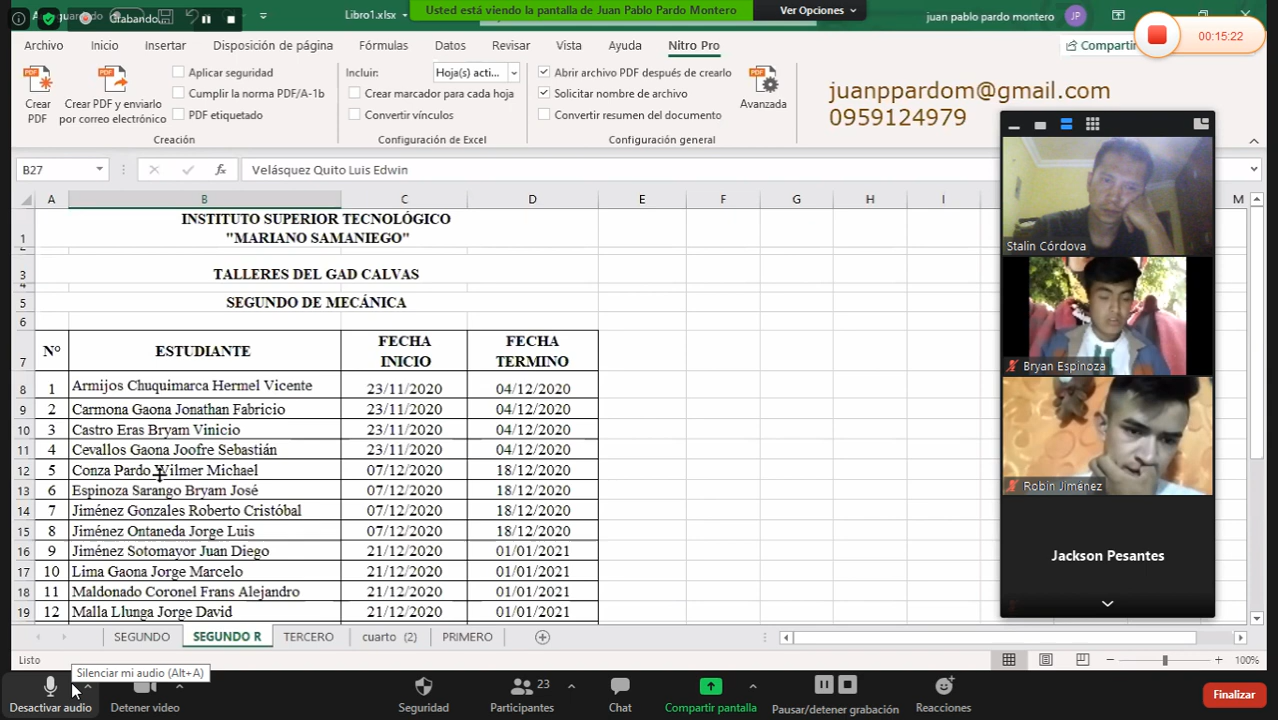 Grabando...
Libro1.xlsx
Usted está viendo la pantalla de Juan Pablo Pardo Montero
Ver Opciones
juan pablo pardo montero
JP
00:15:22
Archivo Inicio Insertar Disposición de página Fórmulas Datos Revisar Vista Ayuda Nitro Pro
Crear PDF
Crear PDF y enviarlo por correo electrónico
Aplicar seguridad
Cumplir la norma PDF/A-1b
PDF etiquetado
Creación
Incluir: Hoja(s) acti...
Crear marcador para cada hoja
Convertir vínculos
Configuración de Excel
Abrir archivo PDF después de crearlo
Solicitar nombre de archivo
Convertir resumen del documento
Configuración general
Avanzada
juanppardom@gmail.com
0959124979
B27 fx Velásquez Quito Luis Edwin
A B C D E F G H I M
1 INSTITUTO SUPERIOR TECNOLÓGICO
"MARIANO SAMANIEGO"
3 TALLERES DEL GAD CALVAS
5 SEGUNDO DE MECÁNICA
6
7 N° ESTUDIANTE FECHA INICIO FECHA TERMINO
8 1 Armijos Chuquimarca Hermel Vicente 23/11/2020 04/12/2020
9 2 Carmona Gaona Jonathan Fabricio 23/11/2020 04/12/2020
10 3 Castro Eras Bryam Vinicio 23/11/2020 04/12/2020
11 4 Cevallos Gaona Joofre Sebastián 23/11/2020 04/12/2020
12 5 Conza Pardo Wilmer Michael 07/12/2020 18/12/2020
13 6 Espinoza Sarango Bryam José 07/12/2020 18/12/2020
14 7 Jiménez Gonzales Roberto Cristóbal 07/12/2020 18/12/2020
15 8 Jiménez Ontaneda Jorge Luis 07/12/2020 18/12/2020
16 9 Jiménez Sotomayor Juan Diego 21/12/2020 01/01/2021
17 10 Lima Gaona Jorge Marcelo 21/12/2020 01/01/2021
18 11 Maldonado Coronel Frans Alejandro 21/12/2020 01/01/2021
19 12 Malla Llunga Jorge David 21/12/2020 01/01/2021
Stalin Córdova
Bryan Espinoza
Robín Jiménez
Jackson Pesantes
SEGUNDO SEGUNDO R TERCERO cuarto (2) PRIMERO
Listo
100%
Silenciar mi audio (Alt+A)
Desactivar audio
Detener video
Seguridad
Participantes 23
Chat
Compartir pantalla
Pausar/detener grabación
Reacciones
Finalizar